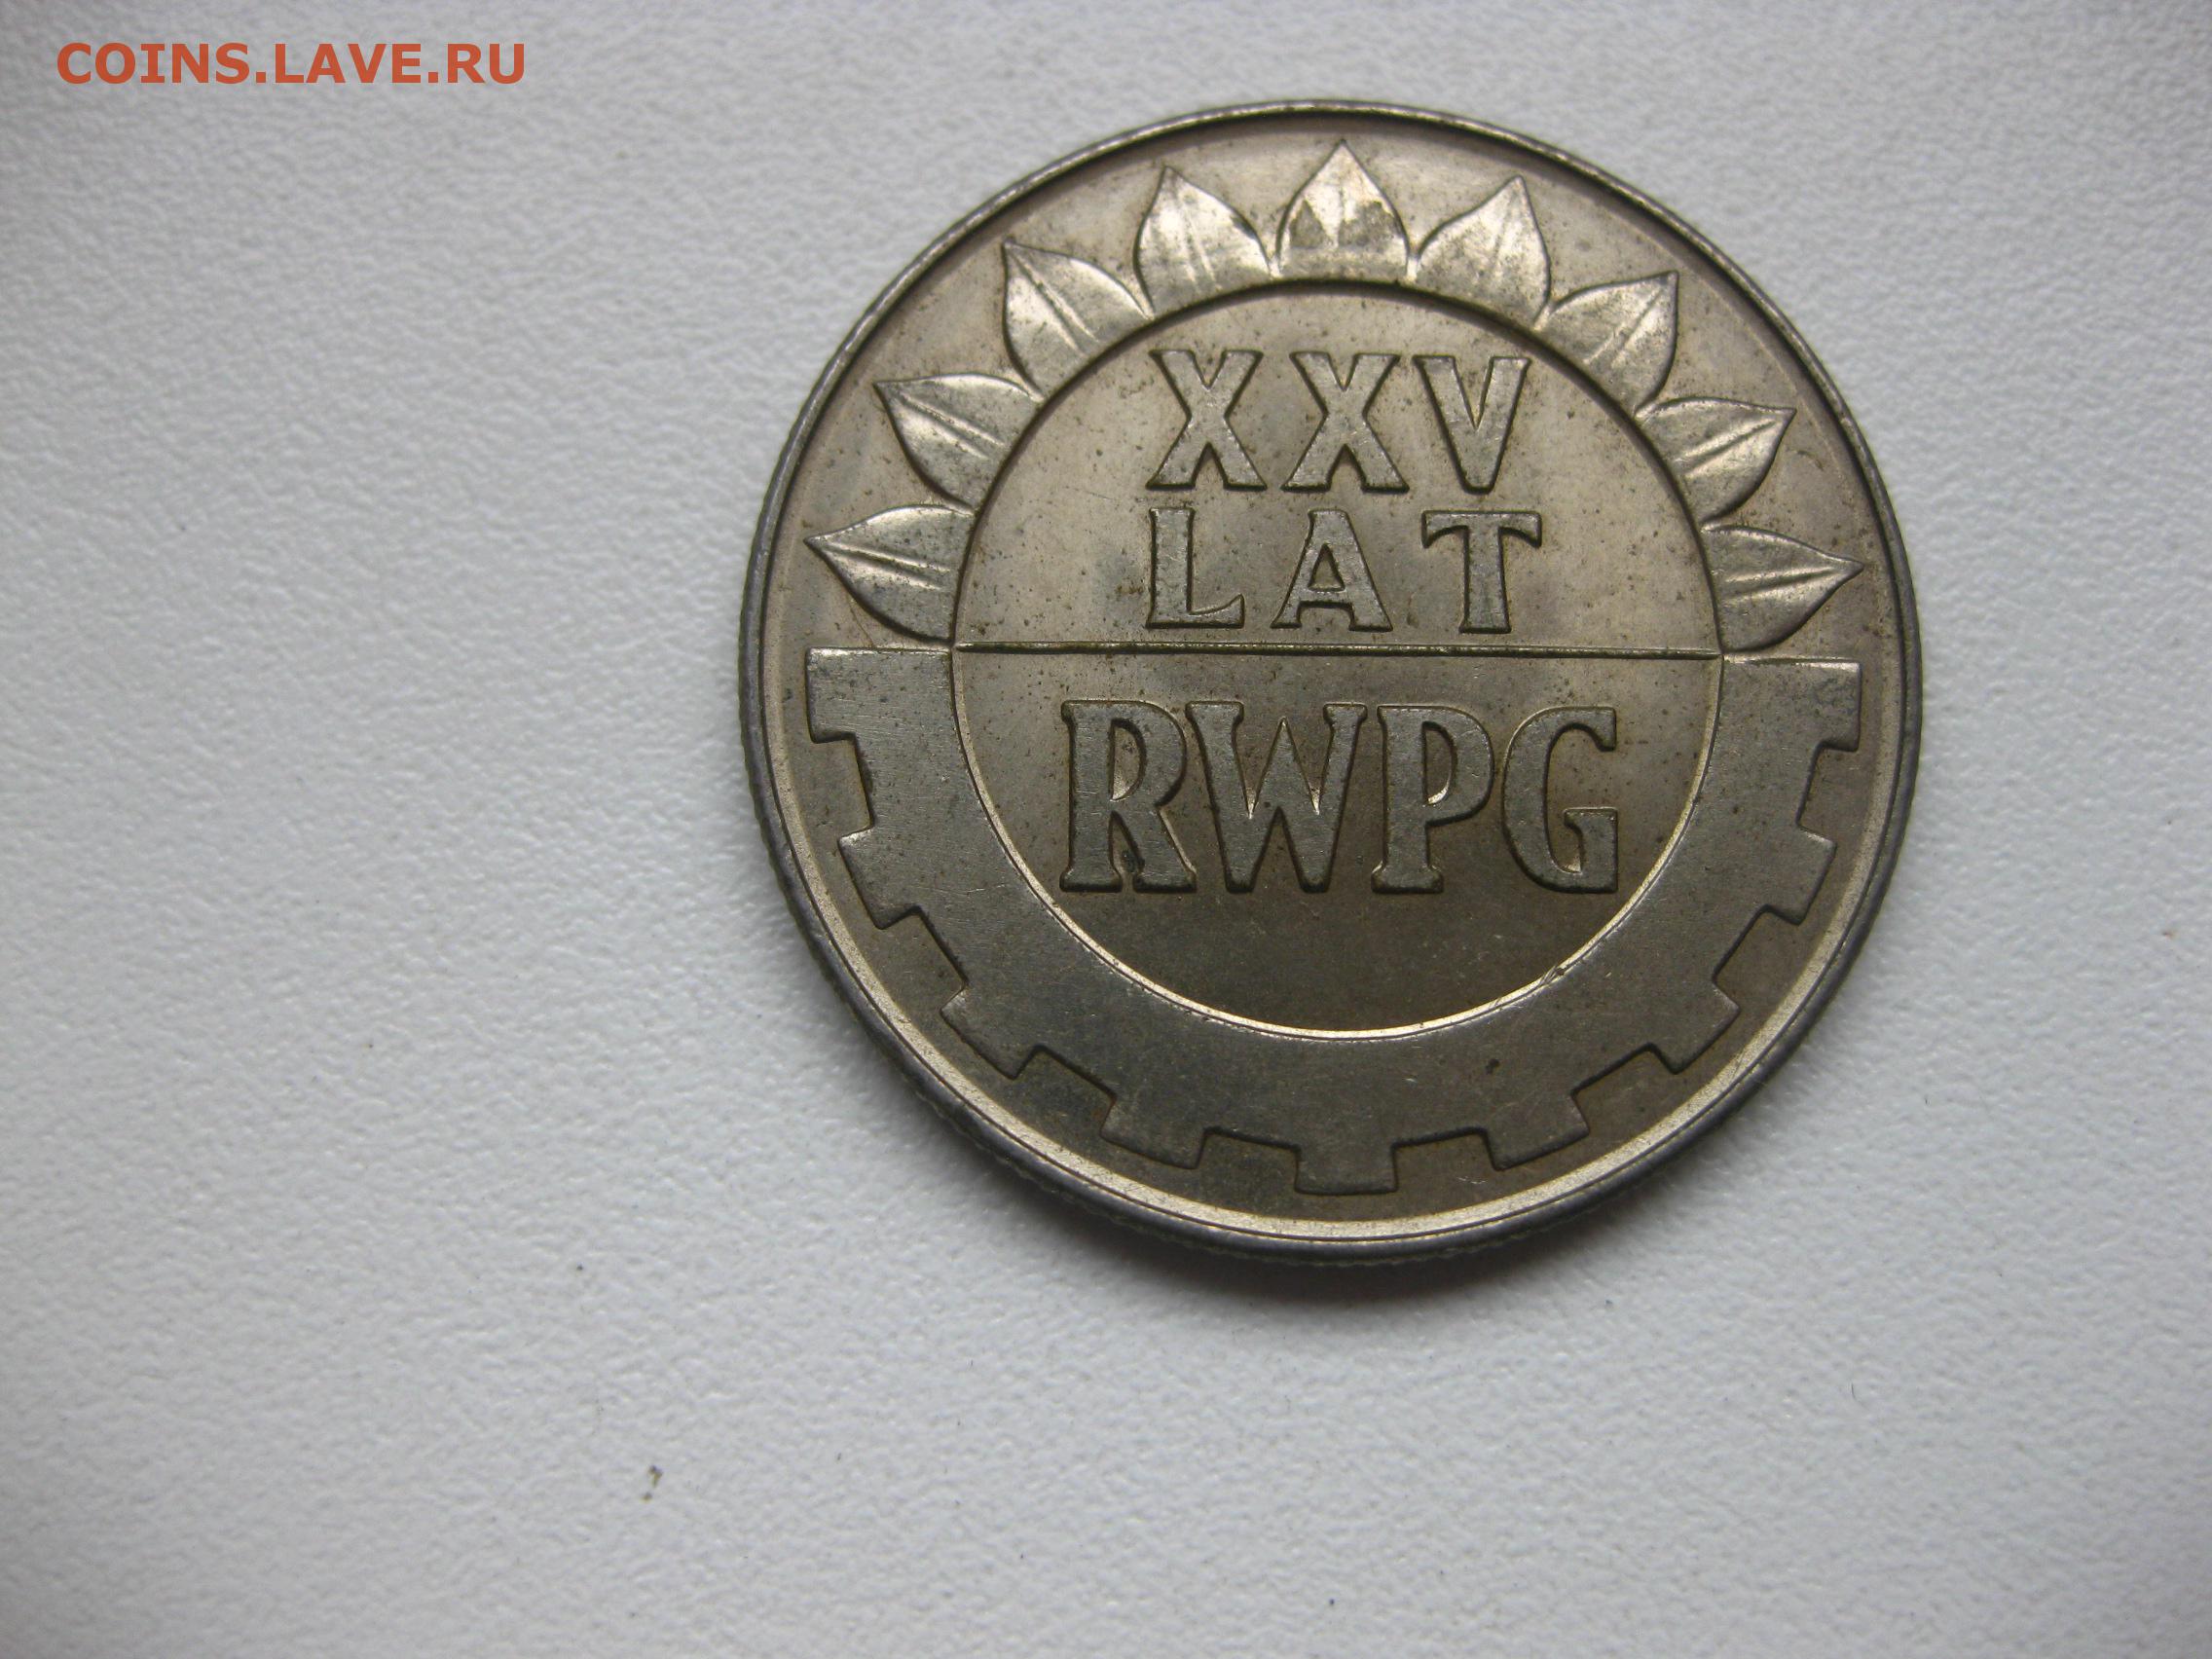 COINS.LAVE.RU
XXV
LAT
RWPG